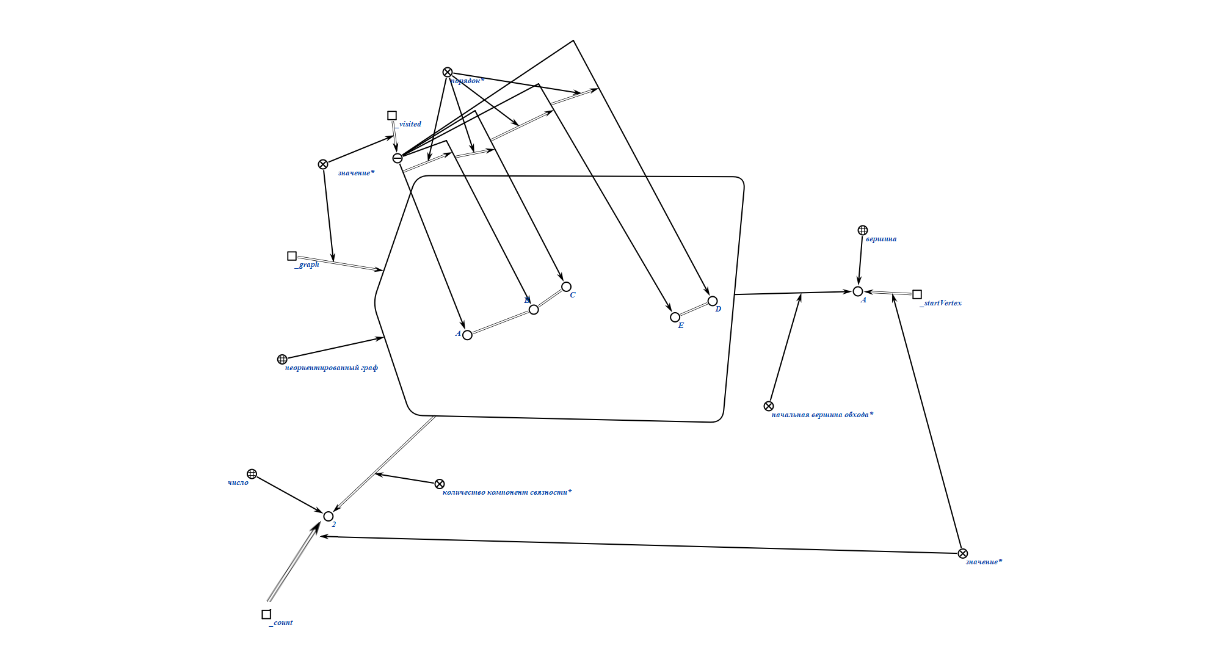 порядок*
_visited
значение*
вершина
_graph
B
C
A
_startVertex
D
E
A
неориентированный граф
начальная вершина обхода*
число
количество компонент связности*
2
значение*
_count